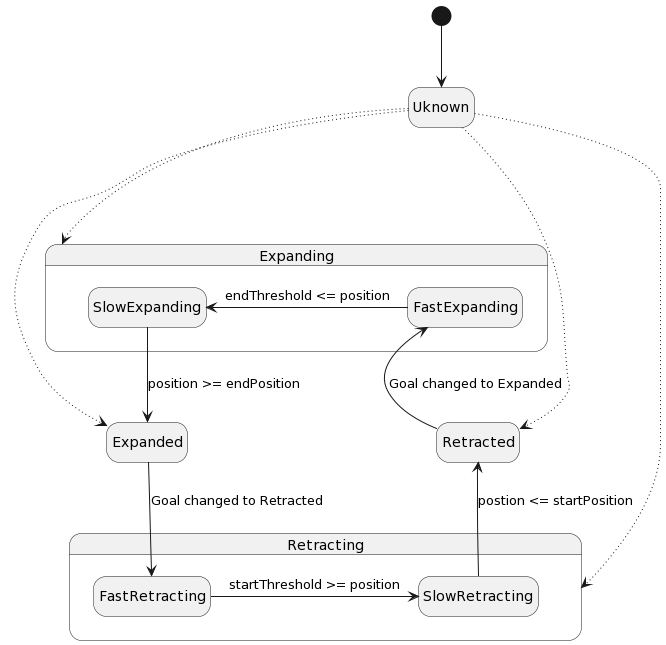 Uknown
Expanding
endThreshold <= position
SlowExpanding
FastExpanding
position >= endPosition
Goal changed to Expanded
Expanded
Retracted
Goal changed to Retracted
postion <= startPosition
Retracting
startThreshold >= position
FastRetracting
SlowRetracting